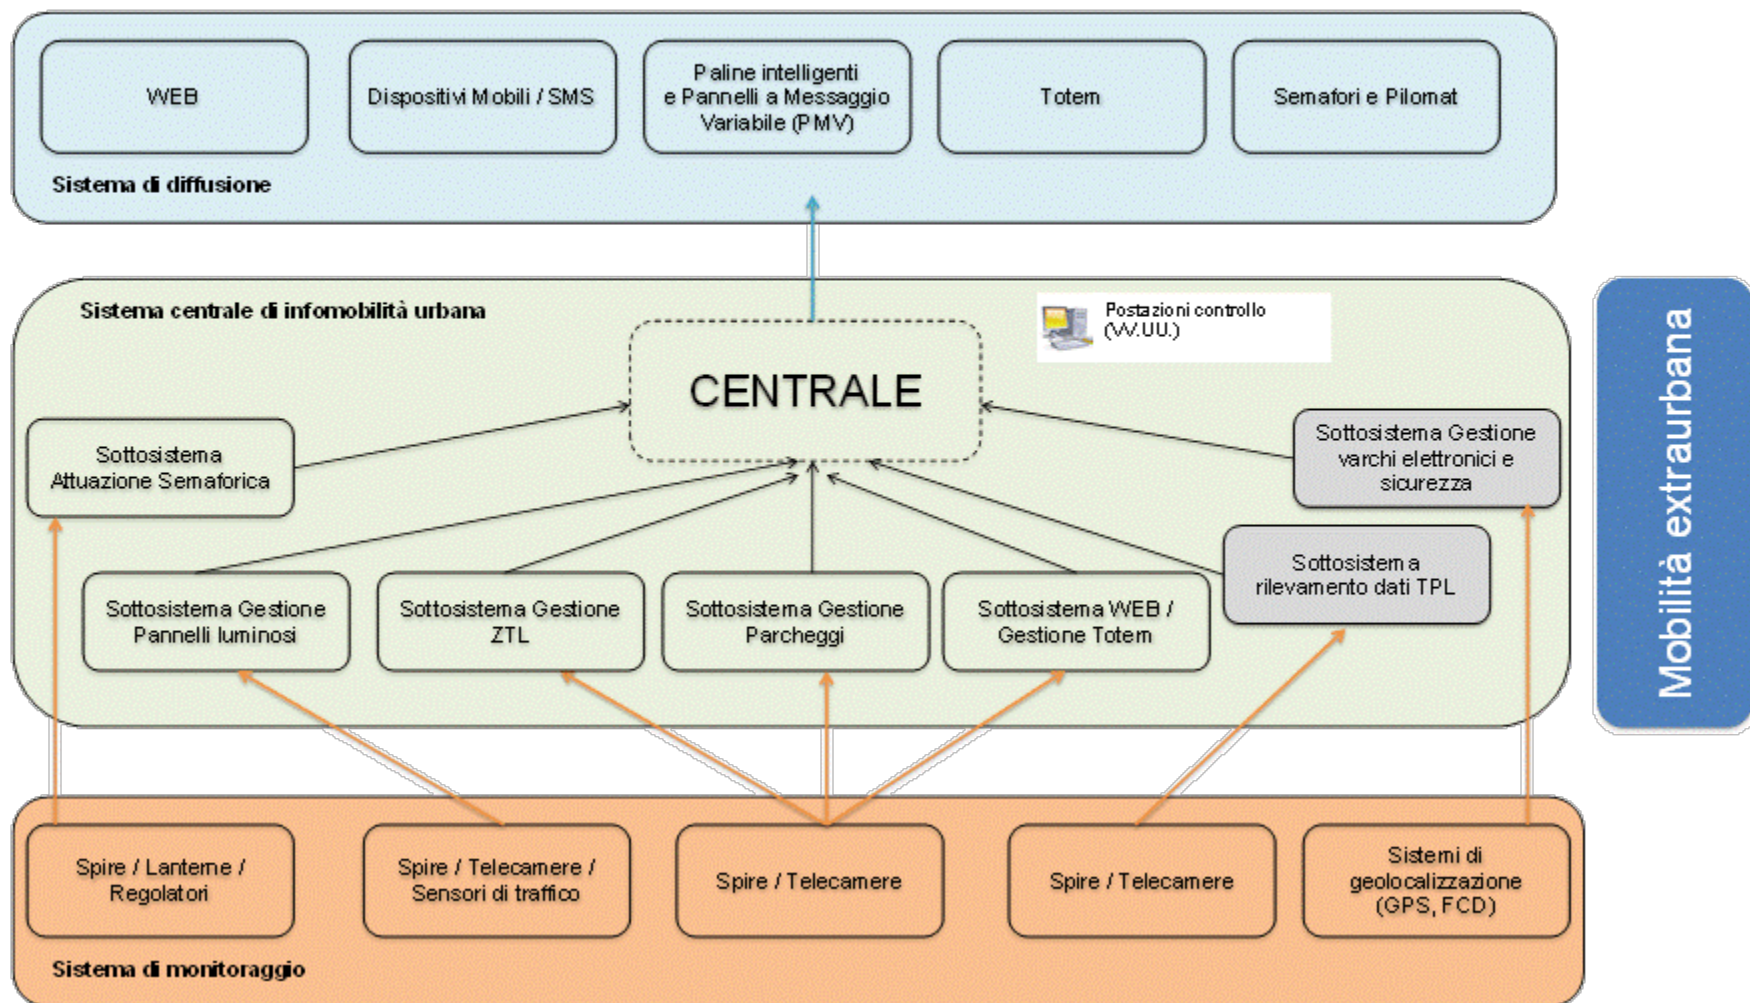 WEB
Dispositivi Mobili / SMS
Paline intelligenti
e Pannelli a Messaggio
Variabile (PMV)
Totem
Semafori e Pilomat
Sistema di diffusione
Sistema centrale di infomobilità urbana
Postazioni controllo
(VV.UU.)
CENTRALE
Sottosistema
Attuazione Semaforica
Sottosistema Gestione
varchi elettronici e
sicurezza
Sottosistema
rilevamento dati TPL
Sottosistema Gestione
Pannelli luminosi
Sottosistema Gestione
ZTL
Sottosistema Gestione
Parcheggi
Sottosistema WEB /
Gestione Totem
Mobilità extraurbana
Spire / Lanterne /
Regolatori
Spire / Telecamere /
Sensori di traffico
Spire / Telecamere
Spire / Telecamere
Sistemi di
geolocalizzazione
(GPS, FCD)
Sistema di monitoraggio